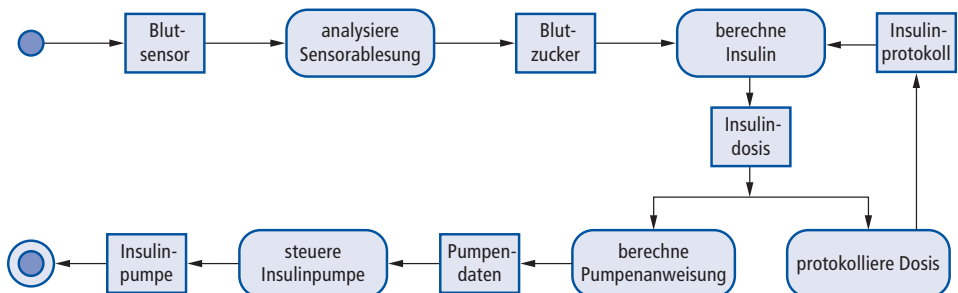 Blut-
sensor
analysiere
Sensorablesung
Blut-
zucker
berechne
Insulin
Insulin-
protokoll
Insulin-
dosis
Insulin-
pumpe
steuere
Insulinpumpe
Pumpen-
daten
berechne
Pumpenanweisung
protokolliere Dosis